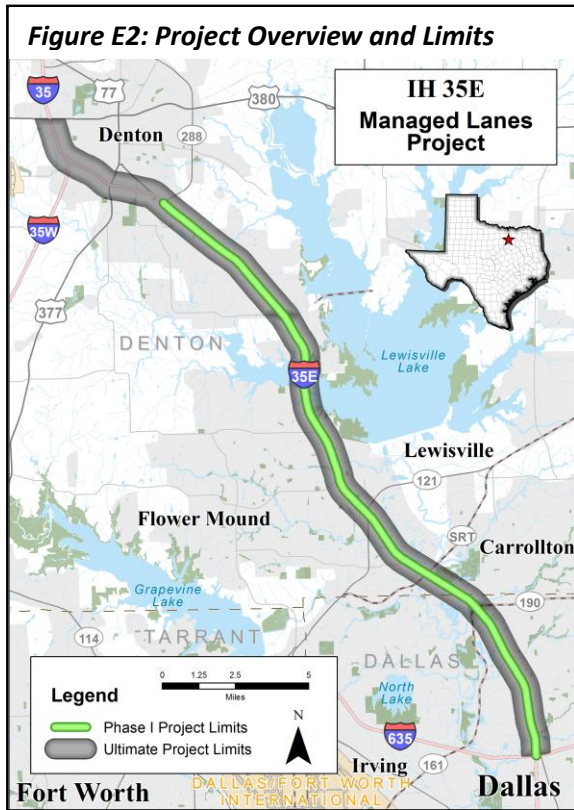 Figure E2: Project Overview and Limits
IH 35E
Managed Lanes
Project
35
77
380
Denton
288
35W
377
DENTON
35E
Lewisville
Lake
Lewisville
121
Flower Mound
SRT
Carrollton
Grapevine
Lake
190
114
TARRANT
DALLAS
North
Lake
635
161
Irving
Legend
0 1.25 2.5 5
Miles
Phase I Project Limits
Ultimate Project Limits
N
Fort Worth
DALLAS/FORT WORTH
INTERNATIONAL
Dallas